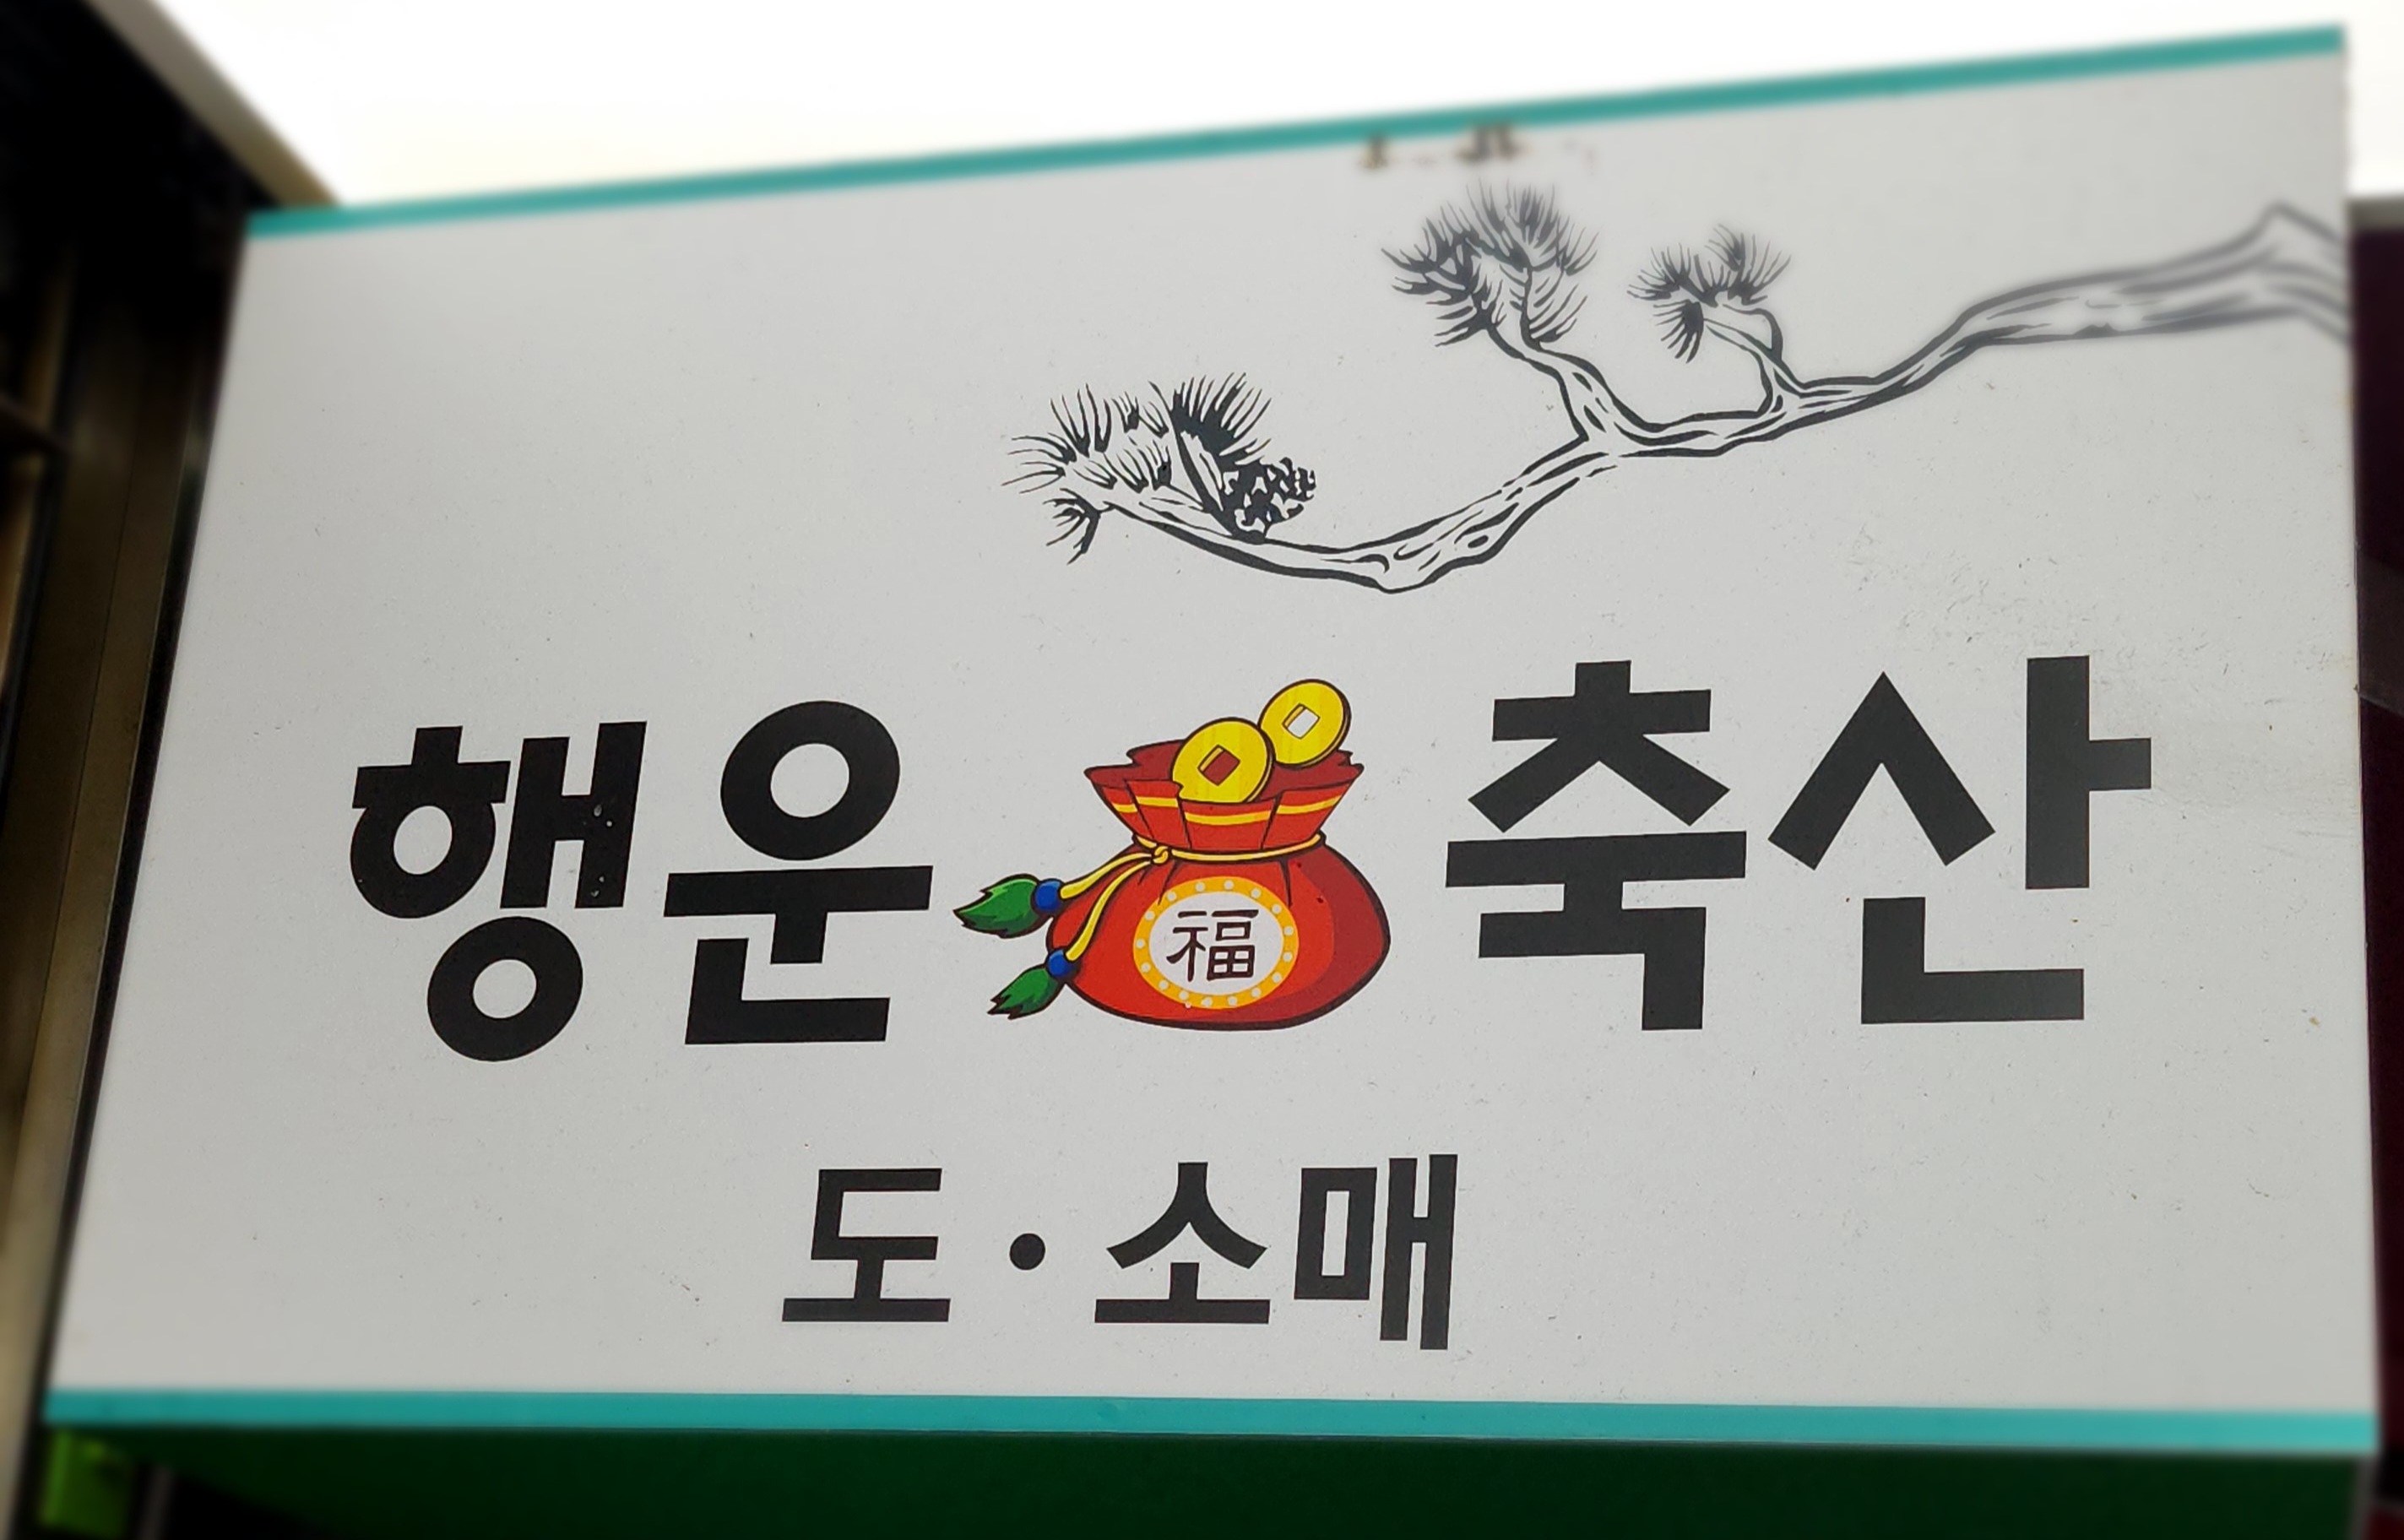 행운 福 축산
도·소매